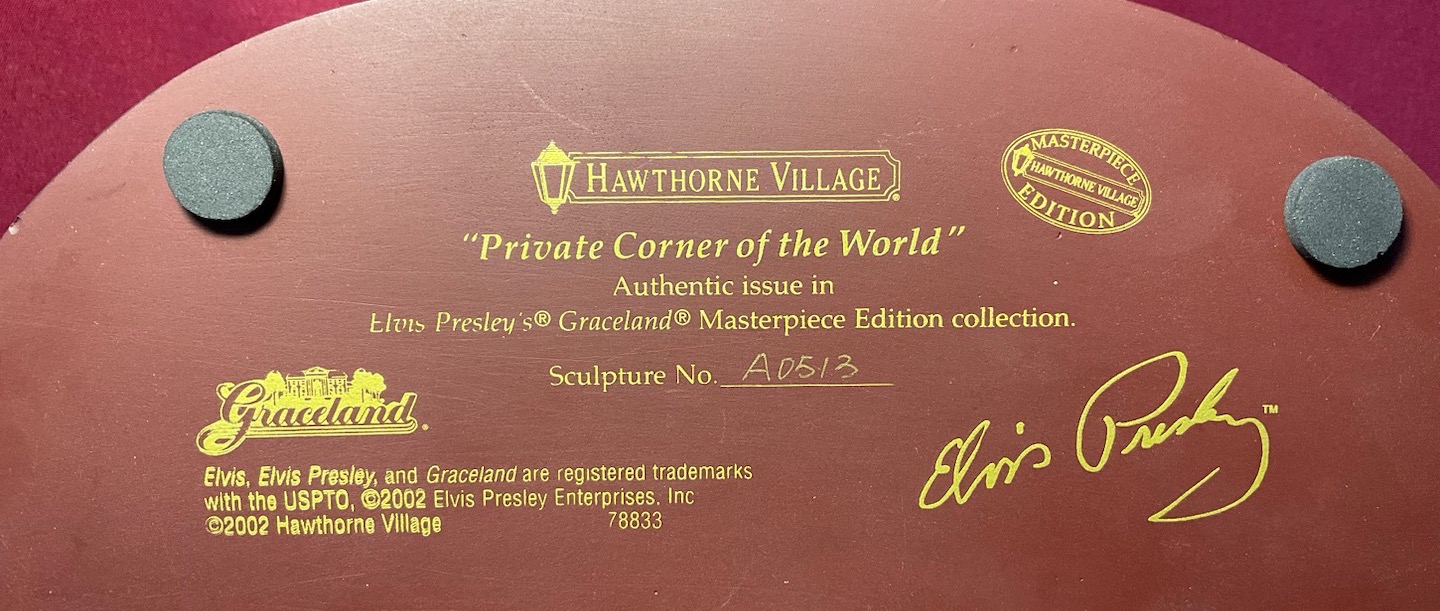 HAWTHORNE VILLAGE®
MASTERPIECE
HAWTHORNE VILLAGE
EDITION
“Private Corner of the World”
Authentic issue in
Elvis Presley's® Graceland® Masterpiece Edition collection.
Sculpture No. A0513
Graceland®
Elvis Presley™
Elvis, Elvis Presley, and Graceland are registered trademarks
with the USPTO, ©2002 Elvis Presley Enterprises, Inc
©2002 Hawthorne Village 78833